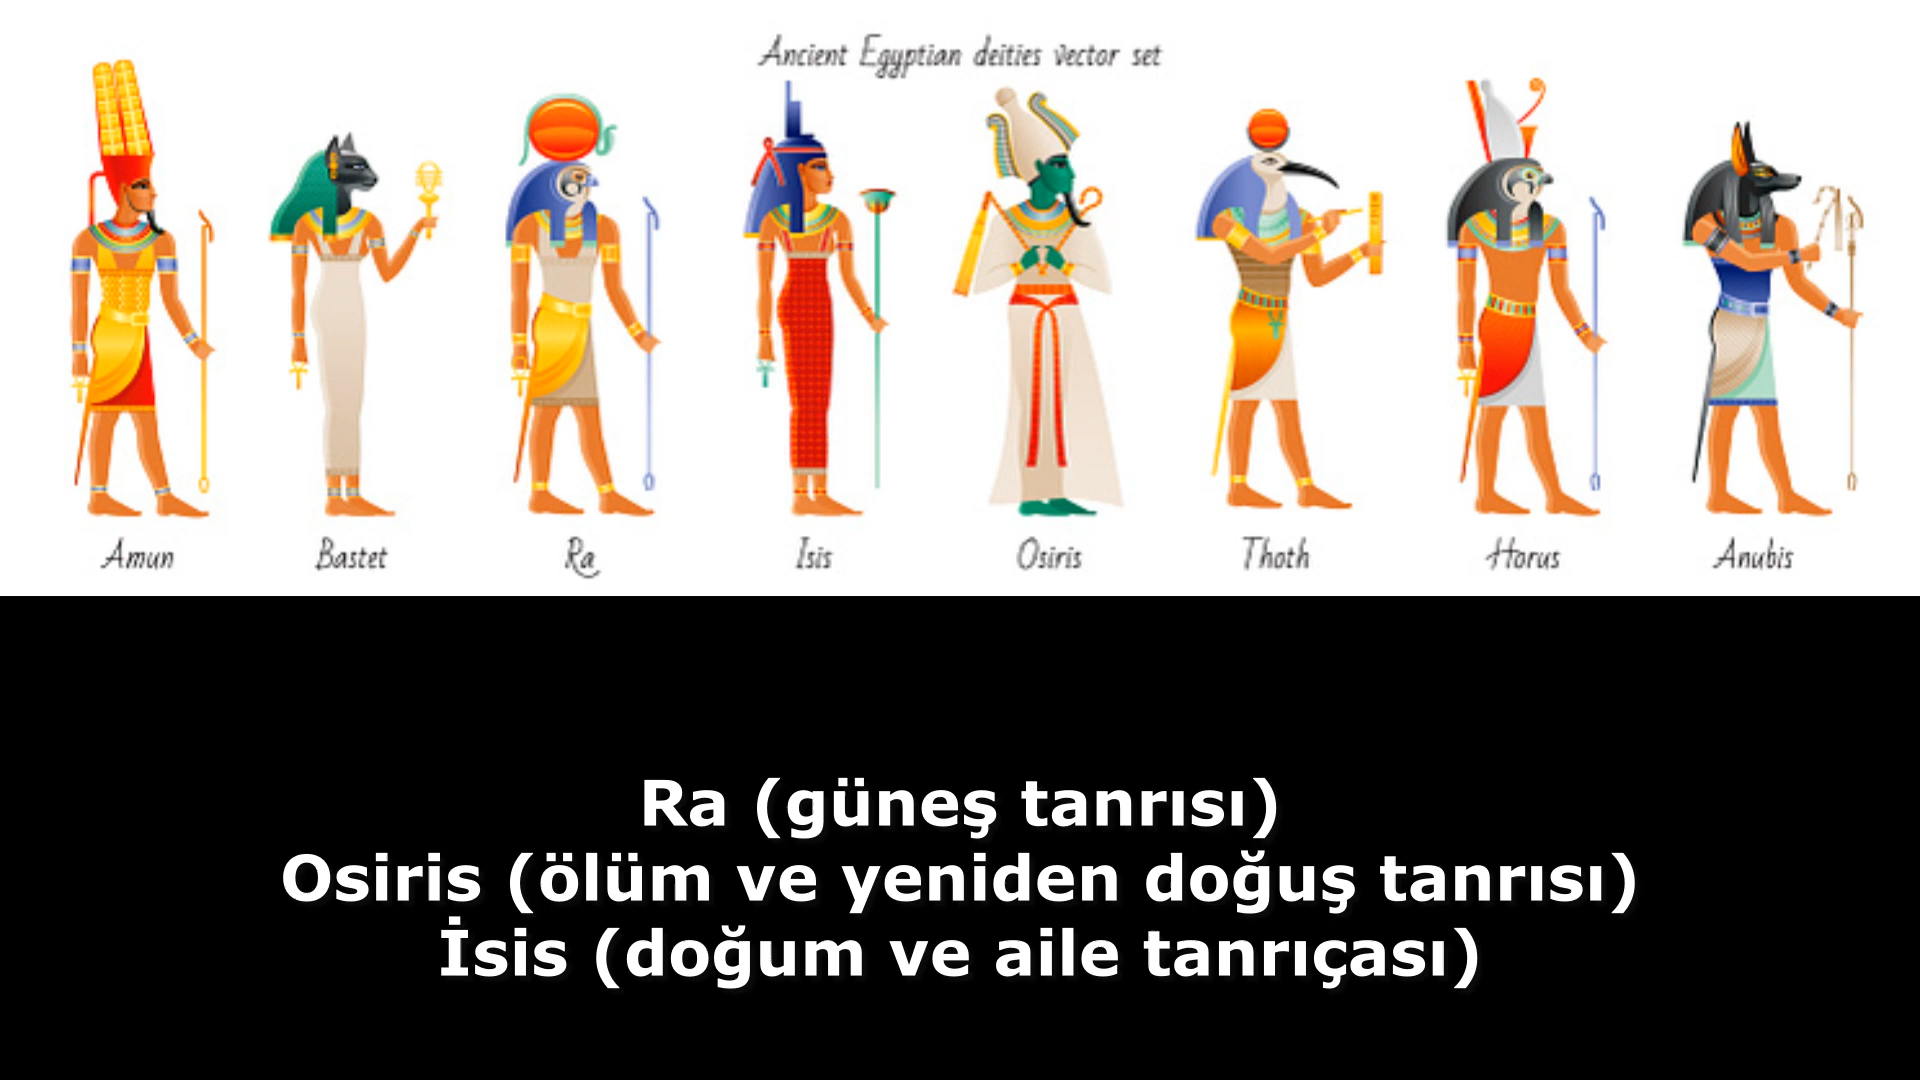 Ancient Egyptian deities vector set
Amun Bastet Ra Isis Osiris Thoth Horus Anubis
Ra (güneş tanrısı)
Osiris (ölüm ve yeniden doğuş tanrısı)
İsis (doğum ve aile tanrıçası)